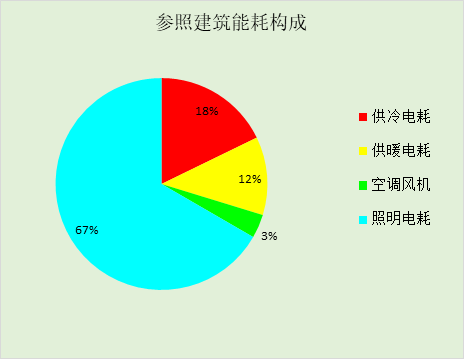 参照建筑能耗构成
18%
12%
3%
67%
供冷电耗
供暖电耗
空调风机
照明电耗